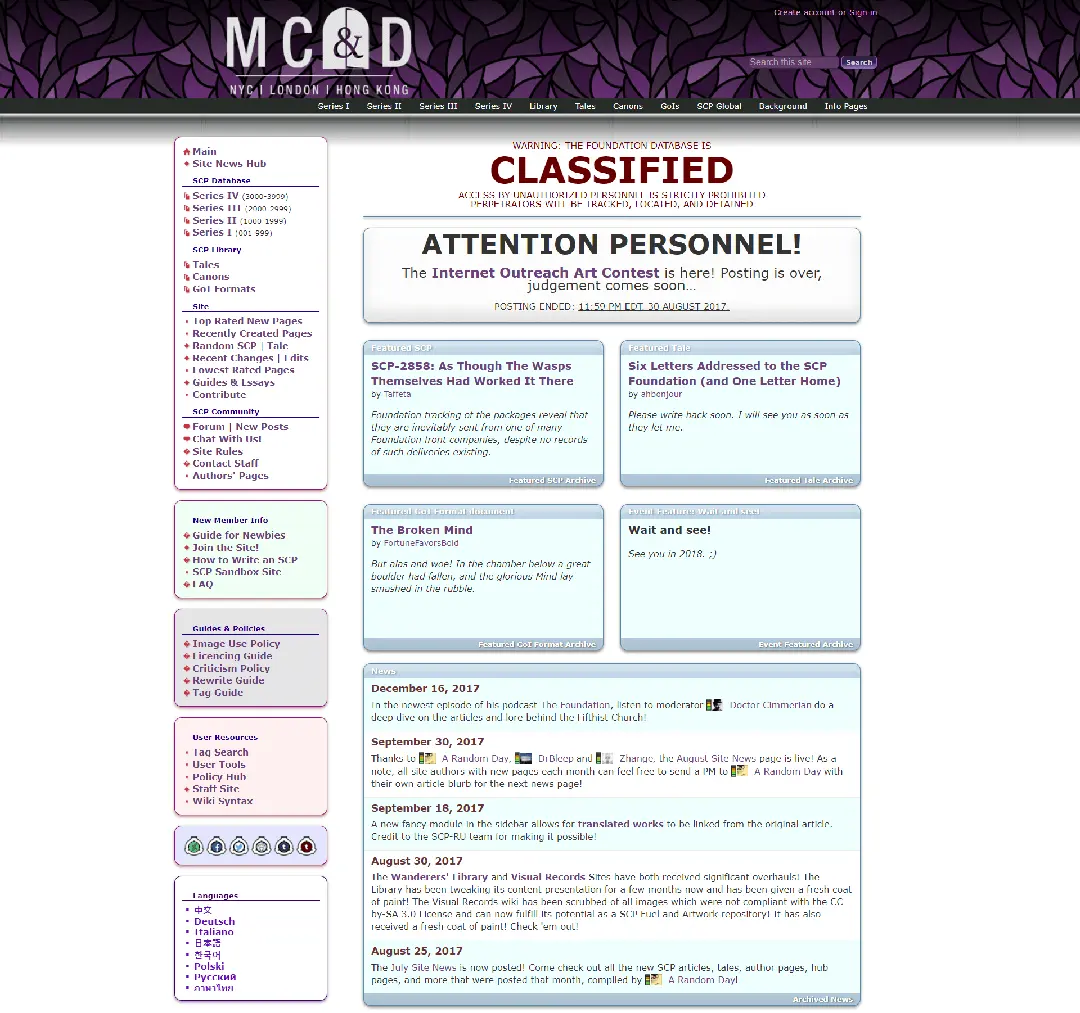 Create account or Sign in
MC&D
NYC | LONDON | HONG KONG
Search this site
Search
Series I Series II Series III Series IV Library Tales Canons GoIs SCP Global Background Info Pages
Main
Site News Hub
SCP Database
Series IV (3000-3999)
Series III (2000-2999)
Series II (1000-1999)
Series I (001-999)
SCP Library
Tales
Canons
GoI Formats
Site
Top Rated New Pages
Recently Created Pages
Random SCP | Tale
Recent Changes | Edits
Lowest Rated Pages
Guides & Essays
Contribute
SCP Community
Forum | New Posts
Chat With Us!
Site Rules
Contact Staff
Authors' Pages
New Member Info
Guide for Newbies
Join the Site!
How to Write an SCP
SCP Sandbox Site
FAQ
Guides & Policies
Image Use Policy
Licencing Guide
Criticism Policy
Rewrite Guide
Tag Guide
User Resources
Tag Search
User Tools
Policy Hub
Staff Site
Wiki Syntax
Languages
中文
Deutsch
Italiano
日本語
한국어
Polski
Русский
ภาษาไทย
WARNING: THE FOUNDATION DATABASE IS
CLASSIFIED
ACCESS BY UNAUTHORIZED PERSONNEL IS STRICTLY PROHIBITED
PERPETRATORS WILL BE TRACKED, LOCATED, AND DETAINED
ATTENTION PERSONNEL!
The Internet Outreach Art Contest is here! Posting is over,
judgement comes soon...
POSTING ENDED: 11:59 PM EDT, 30 AUGUST 2017.
Featured SCP
SCP-2858: As Though The Wasps
Themselves Had Worked It There
by Taffeta
Foundation tracking of the packages reveal that
they are inevitably sent from one of many
Foundation front companies, despite no records
of such deliveries existing.
Featured SCP Archive
Featured Tale
Six Letters Addressed to the SCP
Foundation (and One Letter Home)
by ahbonjour
Please write back soon. I will see you as soon as
they let me.
Featured Tale Archive
Featured GoI Format document
The Broken Mind
by FortuneFavorsBold
But alas and woe! In the chamber below a great
boulder had fallen, and the glorious Mind lay
smashed in the rubble.
Featured GoI Format Archive
Event Feature: Wait and see!
Wait and see!
See you in 2018. ;)
Event Featured Archive
News
December 16, 2017
In the newest episode of his podcast The Foundation, listen to moderator Doctor Cimmerian do a
deep dive on the articles and lore behind the Fifthist Church!
September 30, 2017
Thanks to A Random Day, DrBleep and Zhange, the August Site News page is live! As a
note, all site authors with new pages each month can feel free to send a PM to A Random Day with
their own article blurb for the next news page!
September 18, 2017
A new fancy module in the sidebar allows for translated works to be linked from the original article.
Credit to the SCP-RU team for making it possible!
August 30, 2017
The Wanderers' Library and Visual Records Sites have both received significant overhauls! The
Library has been tweaking its content presentation for a few months now and has been given a fresh coat
of paint! The Visual Records wiki has been scrubbed of all images which were not compliant with the CC-
by-SA 3.0 License and can now fulfill its potential as a SCP Fuel and Artwork repository! It has also
received a fresh coat of paint! Check 'em out!
August 25, 2017
The July Site News is now posted! Come check out all the new SCP articles, tales, author pages, hub
pages, and more that were posted that month, compiled by A Random Day!
Archived News